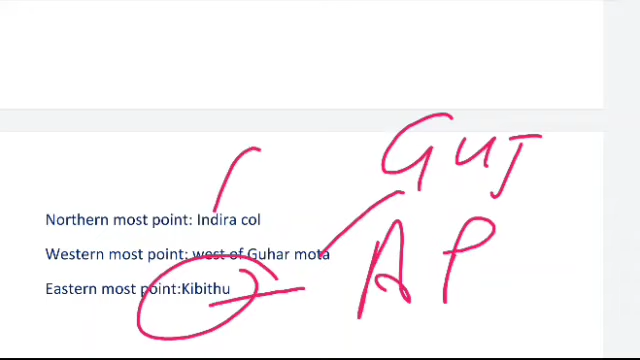 GUJ
Northern most point: Indira col
Western most point: west of Guhar mota
AP
Eastern most point:Kibithu